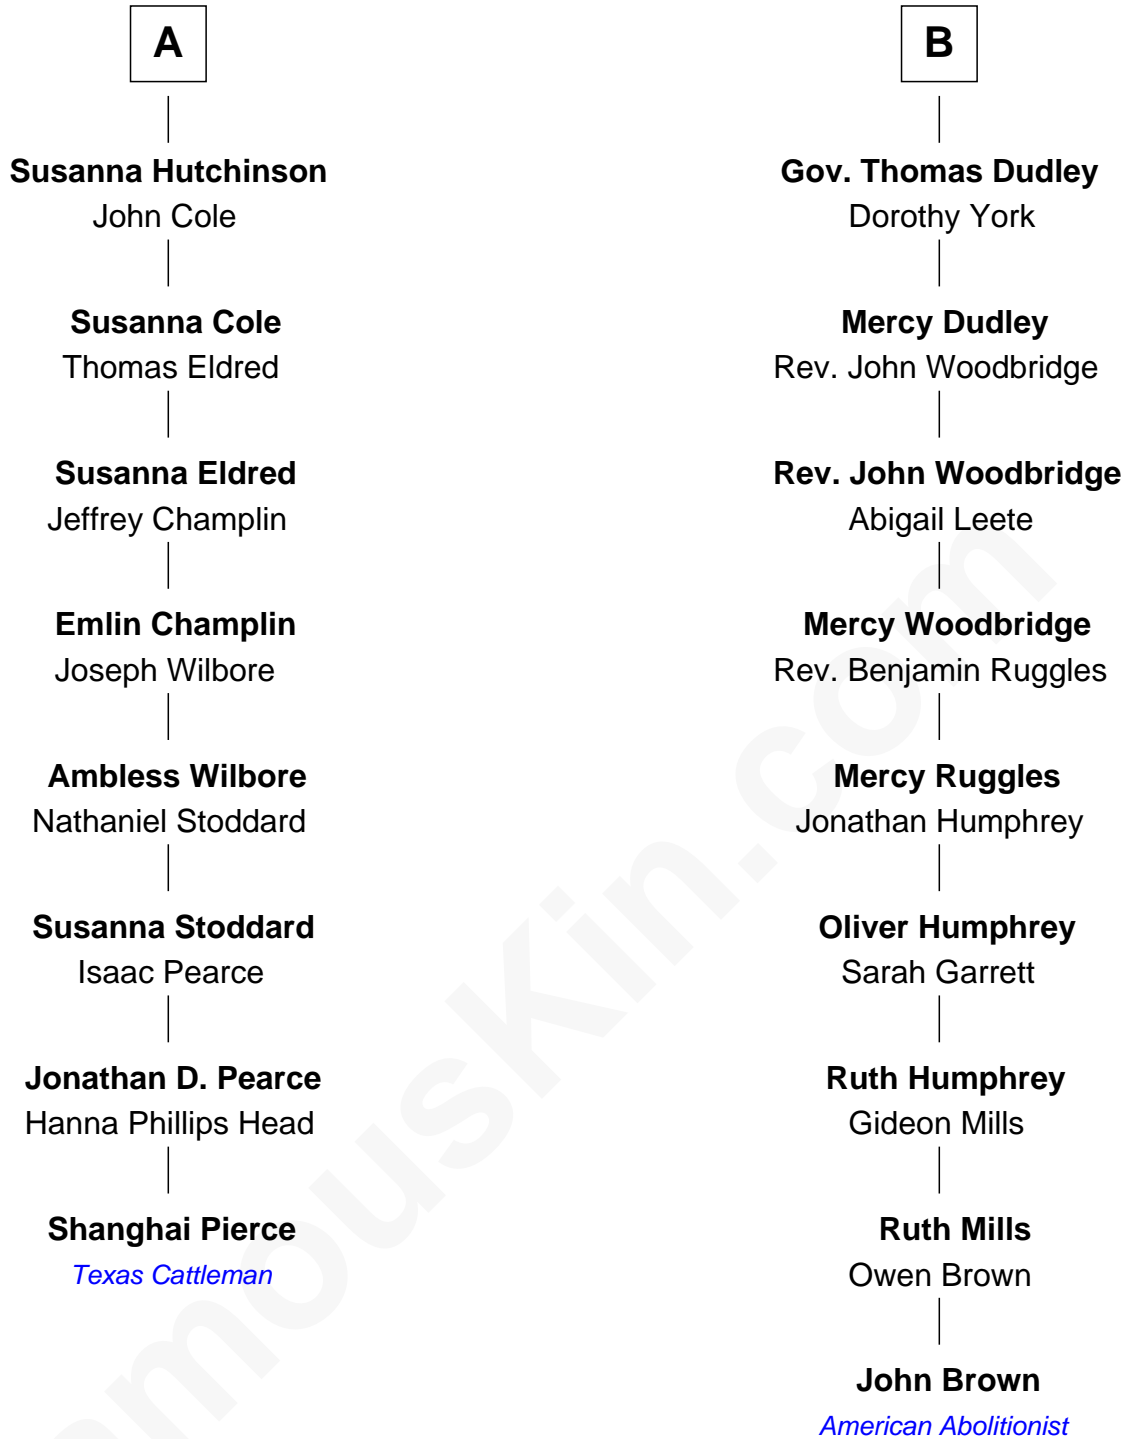 A
Susanna Hutchinson
John Cole
Susanna Cole
Thomas Eldred
Susanna Eldred
Jeffrey Champlin
Emlin Champlin
Joseph Wilbore
Ambless Wilbore
Nathaniel Stoddard
Susanna Stoddard
Isaac Pearce
Jonathan D. Pearce
Hanna Phillips Head
Shanghai Pierce
Texas Cattleman
B
Gov. Thomas Dudley
Dorothy York
Mercy Dudley
Rev. John Woodbridge
Rev. John Woodbridge
Abigail Leete
Mercy Woodbridge
Rev. Benjamin Ruggles
Mercy Ruggles
Jonathan Humphrey
Oliver Humphrey
Sarah Garrett
Ruth Humphrey
Gideon Mills
Ruth Mills
Owen Brown
John Brown
American Abolitionist
amousKin.com